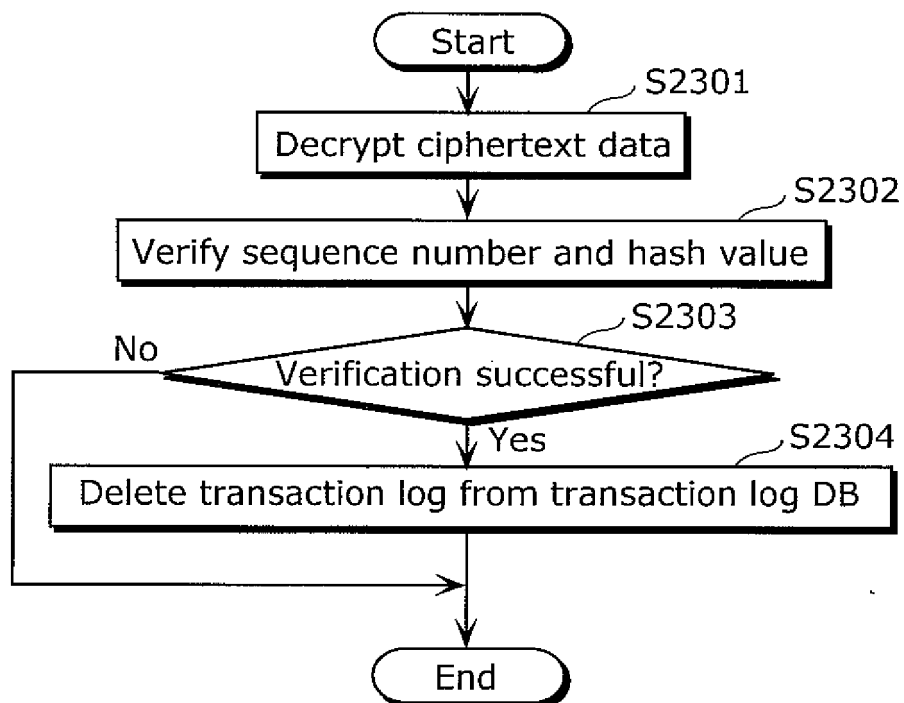 Start
S2301
Decrypt ciphertext data
S2302
Verify sequence number and hash value
S2303
No
Verification successful?
Yes
S2304
Delete transaction log from transaction log DB
End